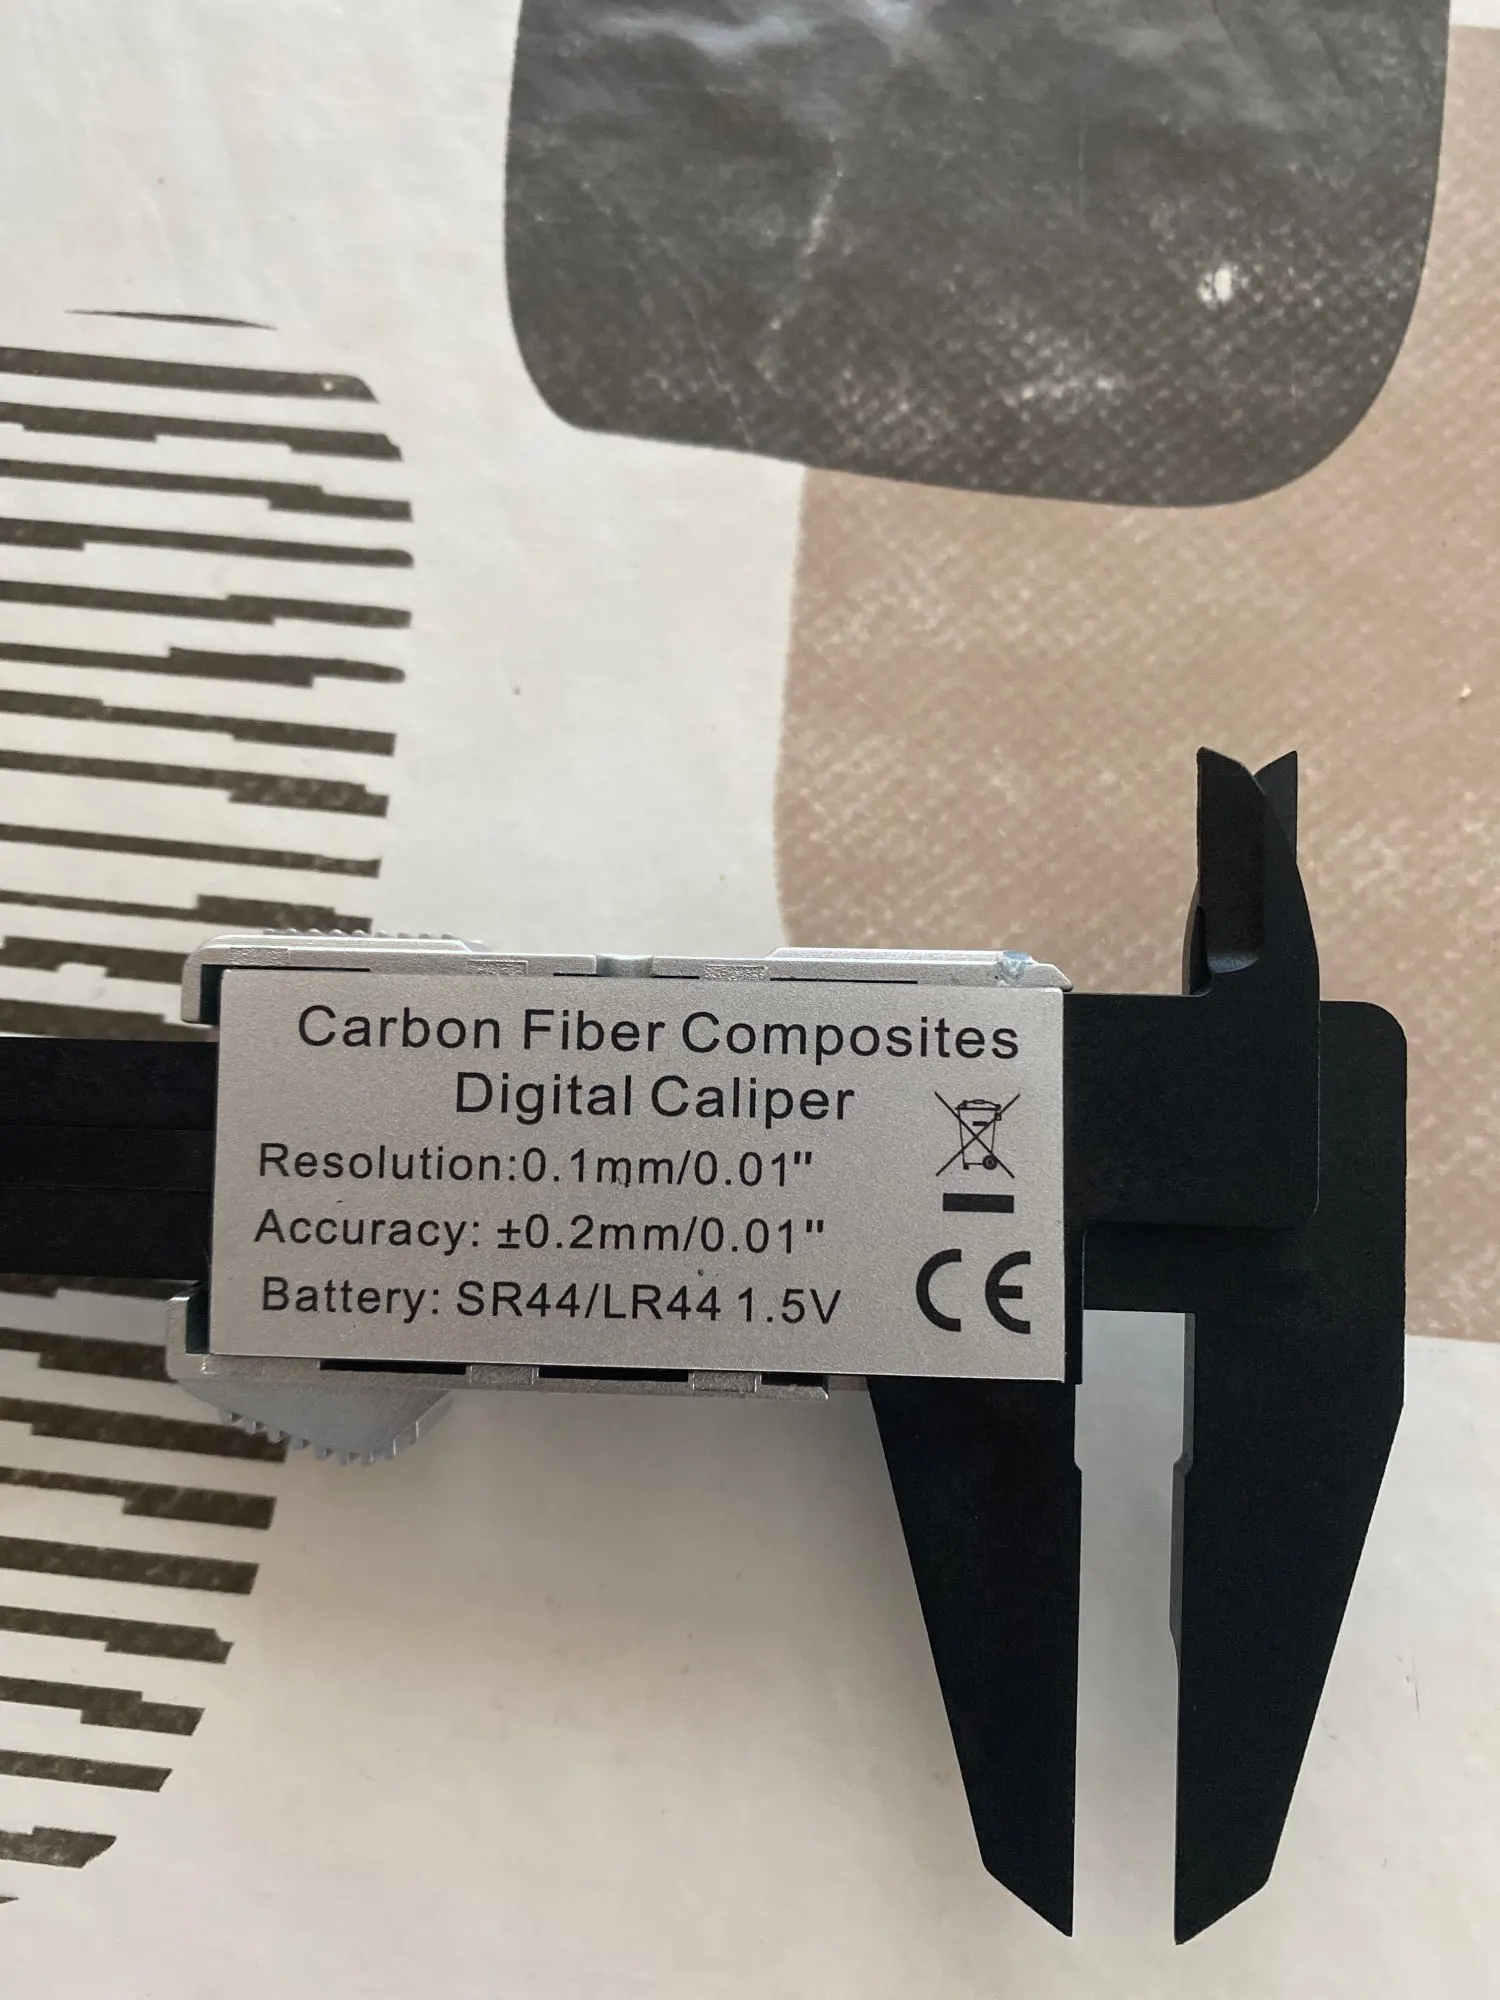 Carbon Fiber Composites
Digital Caliper
Resolution:0.1mm/0.01"
Accuracy: ±0.2mm/0.01"
Battery: SR44/LR44 1.5V
CE